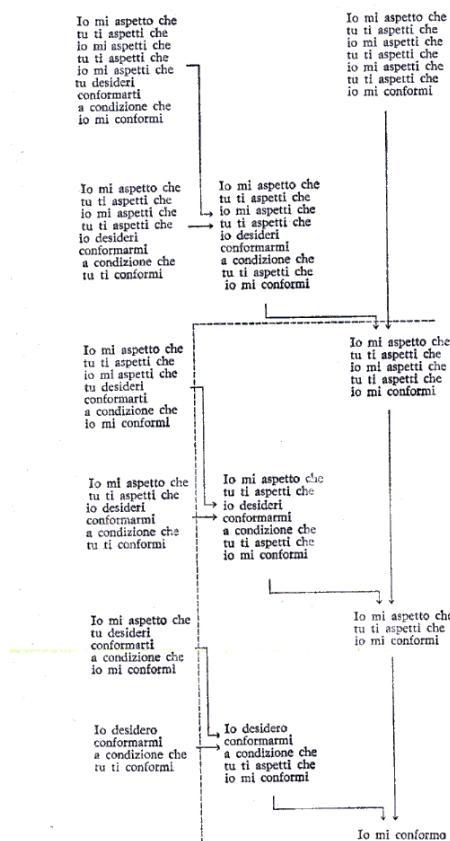 Io mi aspetto che
tu ti aspetti che
io mi aspetti che
tu ti aspetti che
io mi aspetti che
tu desideri
conformarti
a condizione che
io mi conformi
Io mi aspetto che
tu ti aspetti che
io mi aspetti che
tu ti aspetti che
io mi aspetti che
tu ti aspetti che
io mi conformi
Io mi aspetto che
tu ti aspetti che
io mi aspetti che
tu ti aspetti che
io desideri
conformarmi
a condizione che
tu ti conformi
Io mi aspetto che
tu ti aspetti che
io mi aspetti che
tu ti aspetti che
io desideri
conformarmi
a condizione che
tu ti aspetti che
io mi conformi
Io mi aspetto che
tu ti aspetti che
io mi aspetti che
tu desideri
conformarti
a condizione che
io mi conformi
Io mi aspetto che
tu ti aspetti che
io mi aspetti che
tu ti aspetti che
io mi conformi
Io mi aspetto che
tu ti aspetti che
io desideri
conformarmi
a condizione che
tu ti conformi
Io mi aspetto che
tu ti aspetti che
io desideri
conformarmi
a condizione che
tu ti aspetti che
io mi conformi
Io mi aspetto che
tu desideri
conformarti
a condizione che
io mi conformi
Io mi aspetto che
tu ti aspetti che
io mi conformi
Io desidero
conformarmi
a condizione che
tu ti conformi
Io desidero
conformarmi
a condizione che
tu ti aspetti che
io mi conformi
Io mi conformo